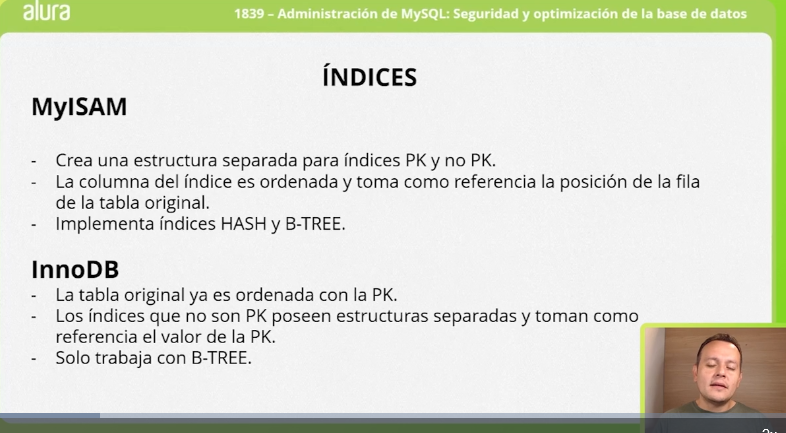 alura
1839 – Administración de MySQL: Seguridad y optimización de la base de datos
ÍNDICES
MyISAM
- Crea una estructura separada para índices PK y no PK.
- La columna del índice es ordenada y toma como referencia la posición de la fila
de la tabla original.
- Implementa índices HASH y B-TREE.
InnoDB
- La tabla original ya es ordenada con la PK.
- Los índices que no son PK poseen estructuras separadas y toman como
referencia el valor de la PK.
- Solo trabaja con B-TREE.